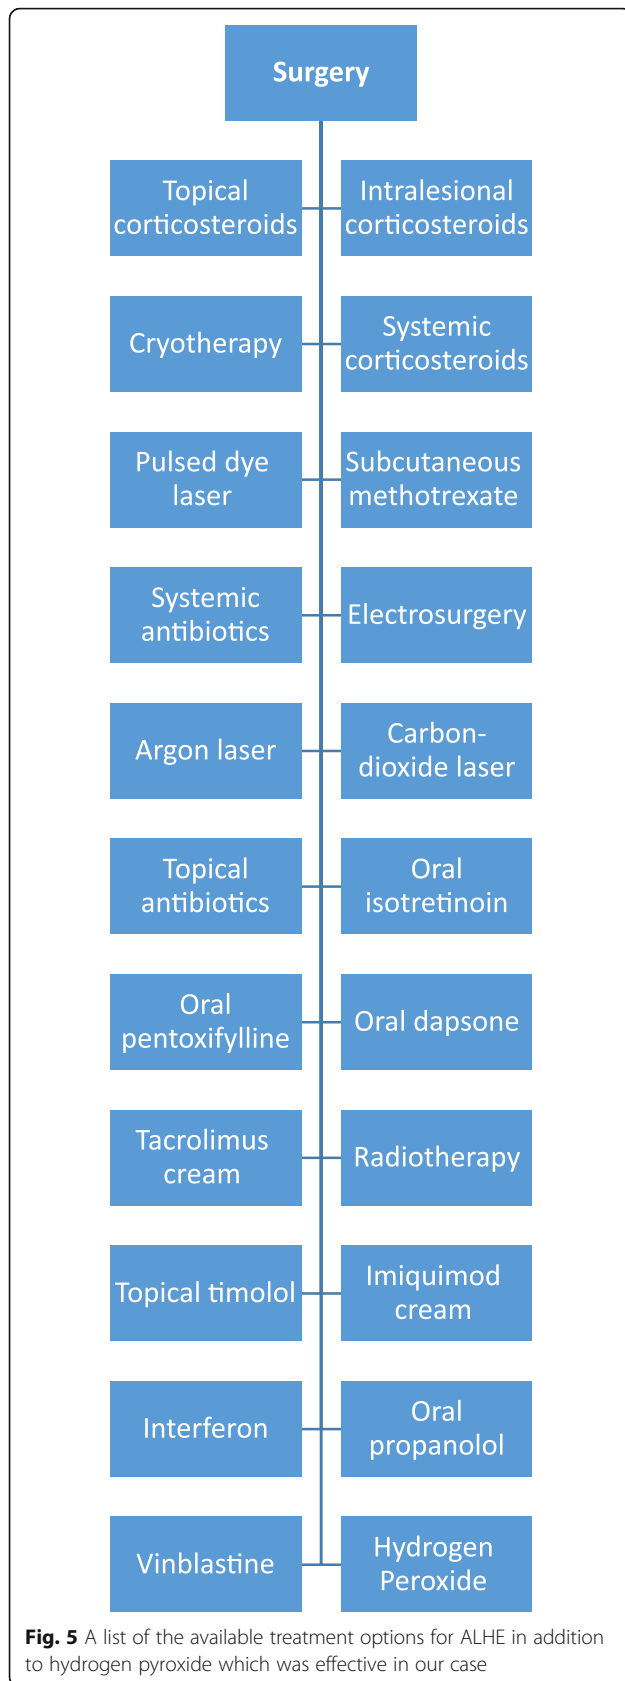 Surgery
Topical
corticosteroids
Intralesional
corticosteroids
Cryotherapy
Systemic
corticosteroids
Pulsed dye
laser
Subcutaneous
methotrexate
Systemic
antibiotics
Electrosurgery
Argon laser
Carbon-
dioxide laser
Topical
antibiotics
Oral
isotretinoin
Oral
pentoxifylline
Oral dapsone
Tacrolimus
cream
Radiotherapy
Topical timolol
Imiquimod
cream
Interferon
Oral
propanolol
Vinblastine
Hydrogen
Peroxide
Fig. 5 A list of the available treatment options for ALHE in addition
to hydrogen pyroxide which was effective in our case